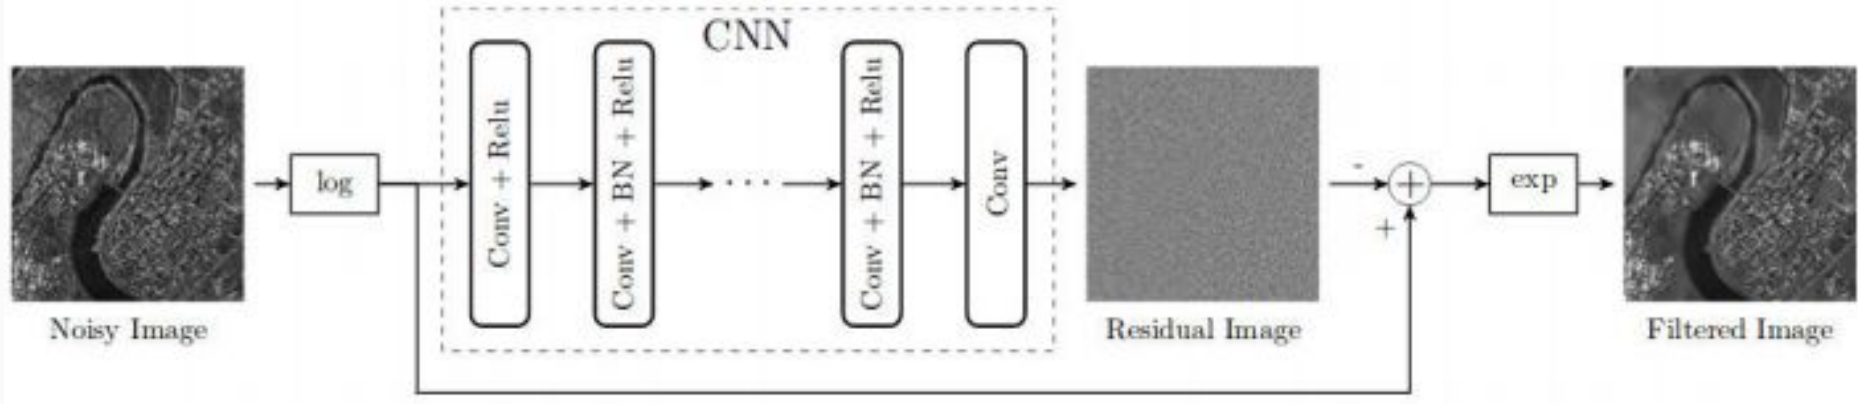 CNN
log
Conv + Relu
Conv + BN + Relu
· · ·
Conv + BN + Relu
Conv
-
+
+
exp
Noisy Image
Residual Image
Filtered Image